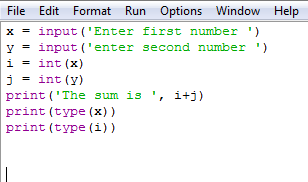 File Edit Format Run Options Window Help
x = input('Enter first number ')
y = input('enter second number ')
i = int(x)
j = int(y)
print('The sum is ', i+j)
print(type(x))
print(type(i))